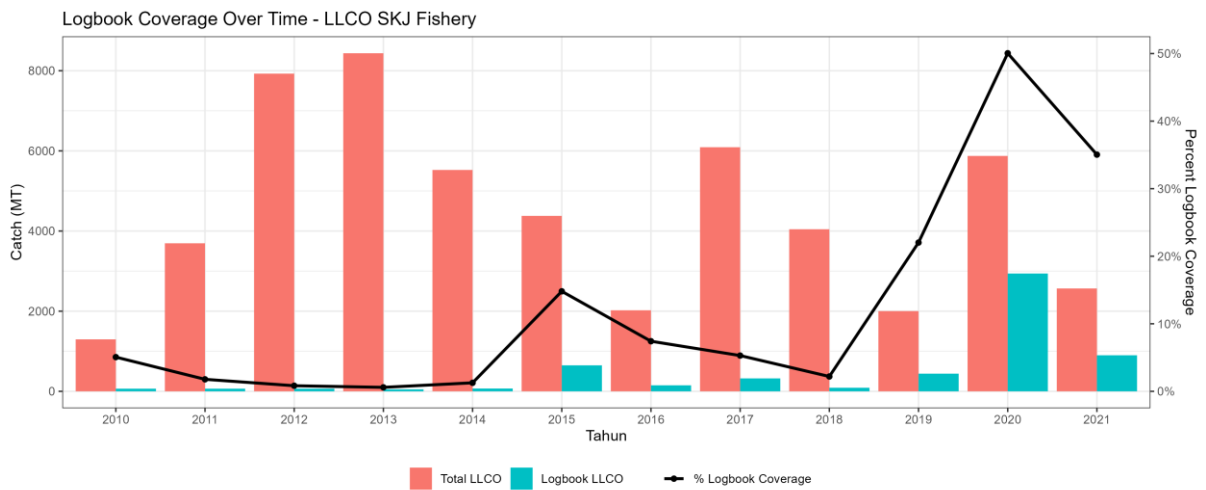 Logbook Coverage Over Time - LLCO SKJ Fishery
Catch (MT)
8000
6000
4000
2000
0
50%
40%
30%
20%
10%
0%
Percent Logbook Coverage
2010 2011 2012 2013 2014 2015 2016 2017 2018 2019 2020 2021
Tahun
Total LLCO Logbook LLCO % Logbook Coverage